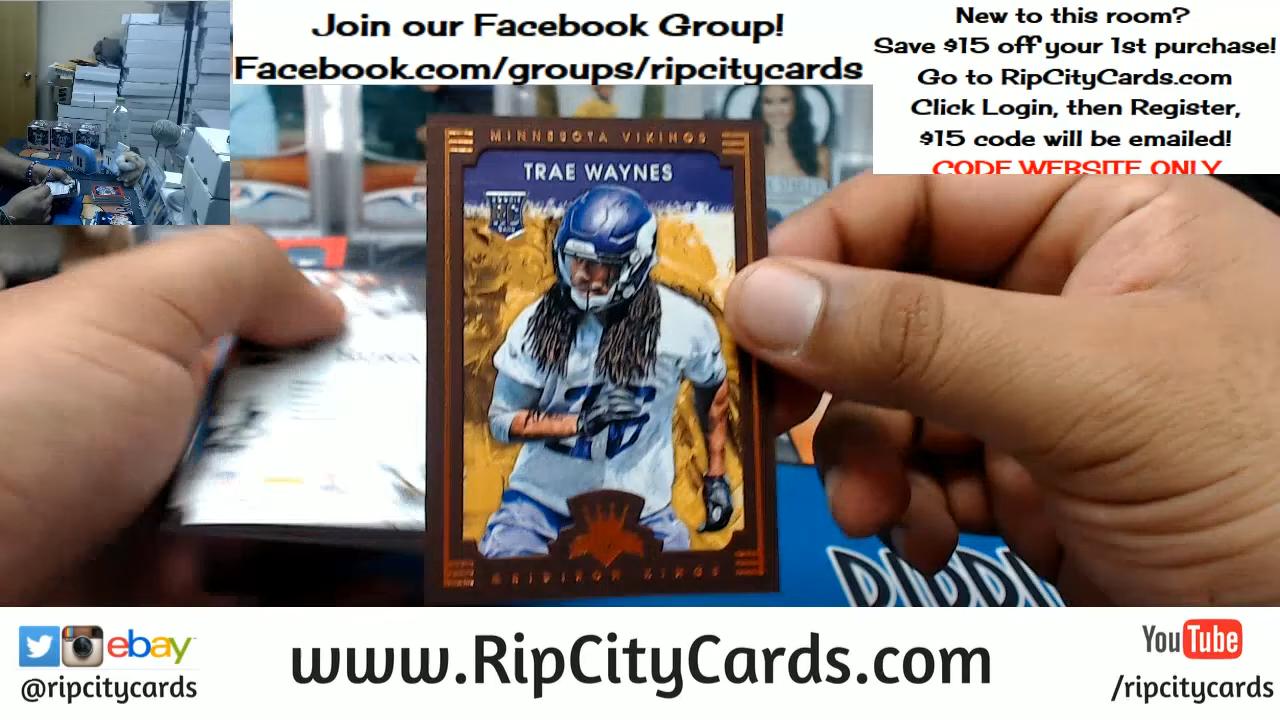 Join our Facebook Group!
Facebook.com/groups/ripcitycards
New to this room?
Save $15 off your 1st purchase!
Go to RipCityCards.com
Click Login, then Register,
$15 code will be emailed!
CODE WEBSITE ONLY
MINNESOTA VIKINGS
TRAE WAYNES
RC
CARD
GRIDIRON KINGS
ebay
@ripcitycards
www.RipCityCards.com
YouTube
/ripcitycards